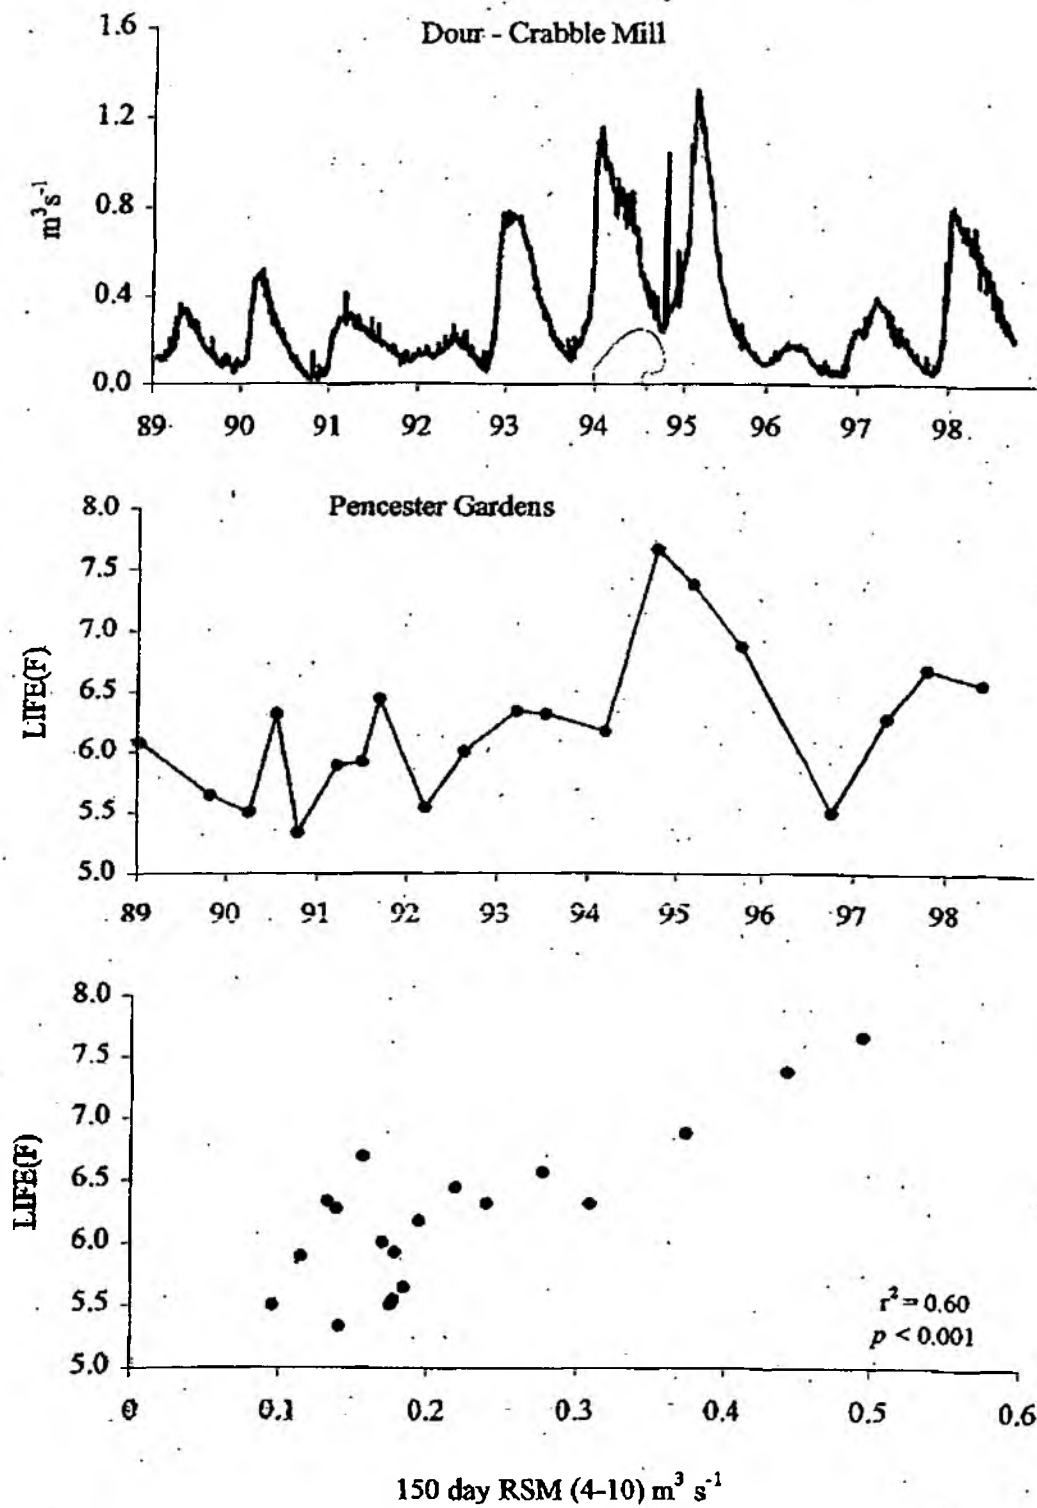 Dour - Crabble Mill
1.6
1.2
0.8
0.4
0.0
m³s⁻¹
89 90 91 92 93 94 95 96 97 98
Pencester Gardens
8.0
7.5
7.0
6.5
6.0
5.5
5.0
LIFE(F)
89 90 91 92 93 94 95 96 97 98
8.0
7.5
7.0
6.5
6.0
5.5
5.0
LIFE(F)
r² = 0.60
p < 0.001
0 0.1 0.2 0.3 0.4 0.5 0.6
150 day RSM (4-10) m³ s⁻¹